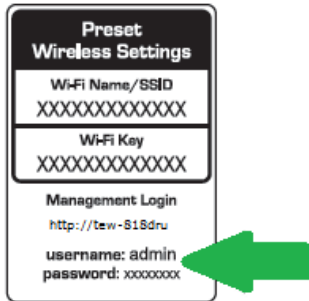 Preset
Wireless Settings
Wi-Fi Name/SSID
XXXXXXXXXXXXX
Wi-Fi Key
XXXXXXXXXXXXX
Management Login
http://tew-818dru
username: admin
password: xxxxxxxx